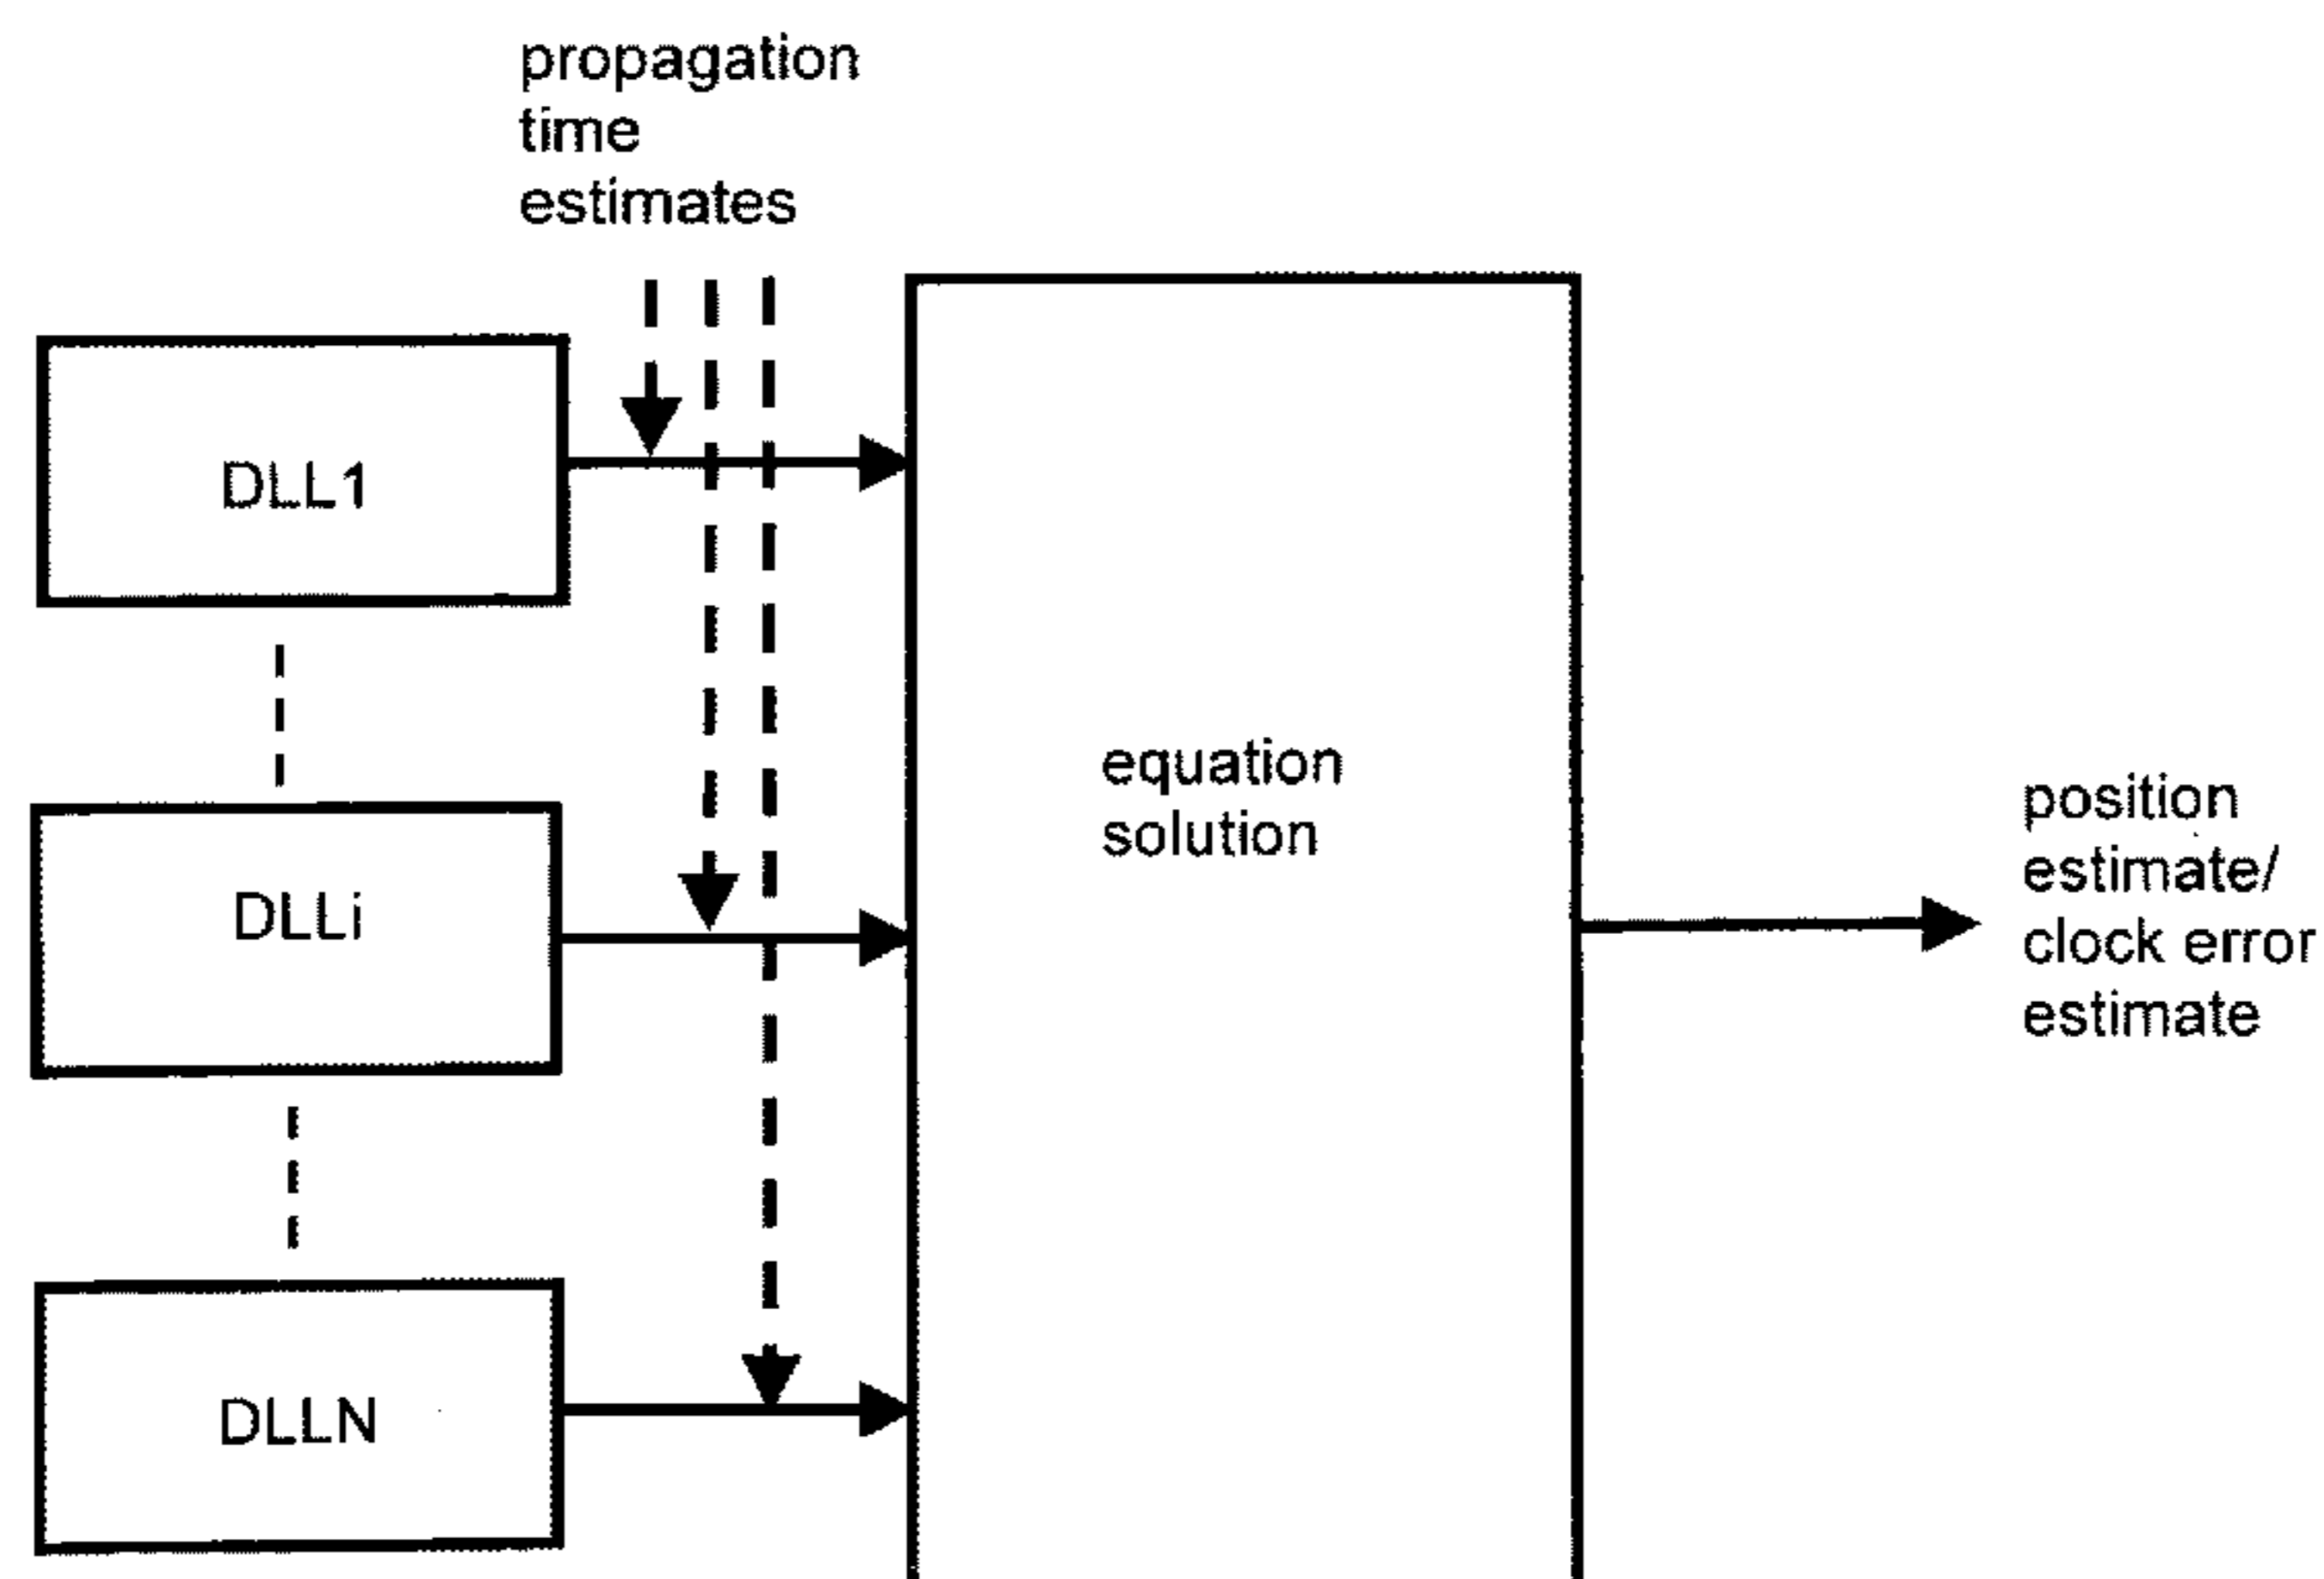 propagation
time
estimates
DLL1
equation
solution
DLLi
position
estimate/
clock error
estimate
DLLN